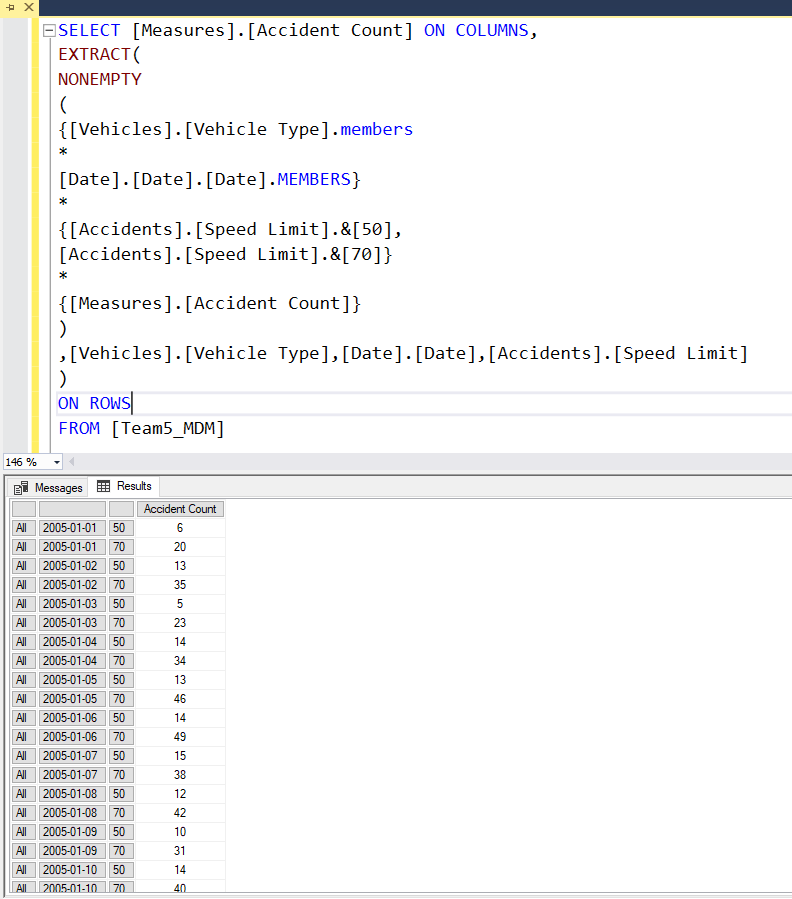 SELECT [Measures].[Accident Count] ON COLUMNS,
EXTRACT(
NONEMPTY
(
{[Vehicles].[Vehicle Type].members
*
[Date].[Date].[Date].MEMBERS}
*
{[Accidents].[Speed Limit].&[50],
[Accidents].[Speed Limit].&[70]}
*
{[Measures].[Accident Count]}
)
,[Vehicles].[Vehicle Type],[Date].[Date],[Accidents].[Speed Limit]
)
ON ROWS
FROM [Team5_MDM]
146 %
Messages Results
Accident Count
All 2005-01-01 50 6
All 2005-01-01 70 20
All 2005-01-02 50 13
All 2005-01-02 70 35
All 2005-01-03 50 5
All 2005-01-03 70 23
All 2005-01-04 50 14
All 2005-01-04 70 34
All 2005-01-05 50 13
All 2005-01-05 70 46
All 2005-01-06 50 14
All 2005-01-06 70 49
All 2005-01-07 50 15
All 2005-01-07 70 38
All 2005-01-08 50 12
All 2005-01-08 70 42
All 2005-01-09 50 10
All 2005-01-09 70 31
All 2005-01-10 50 14
All 2005-01-10 70 40